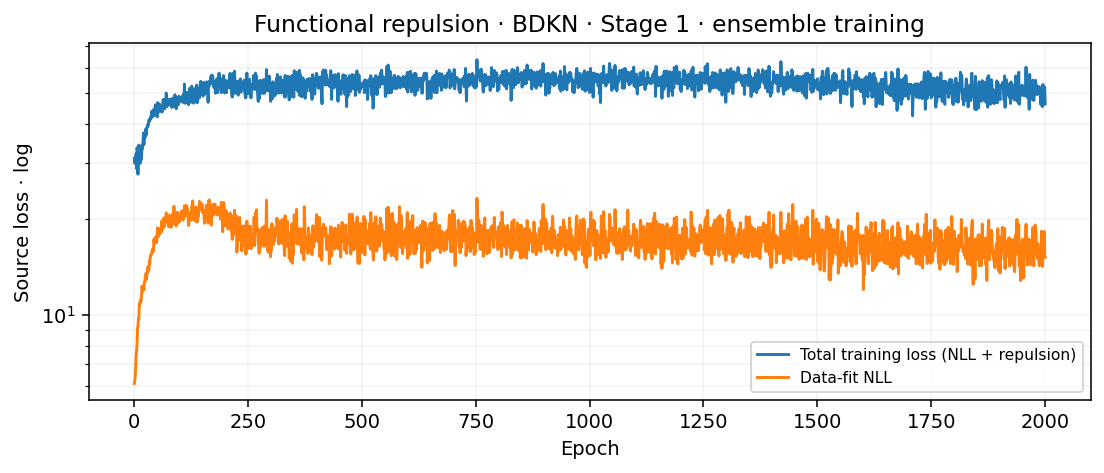 Functional repulsion · BDKN · Stage 1 · ensemble training
Source loss · log
10¹
Total training loss (NLL + repulsion)
Data-fit NLL
0 250 500 750 1000 1250 1500 1750 2000
Epoch